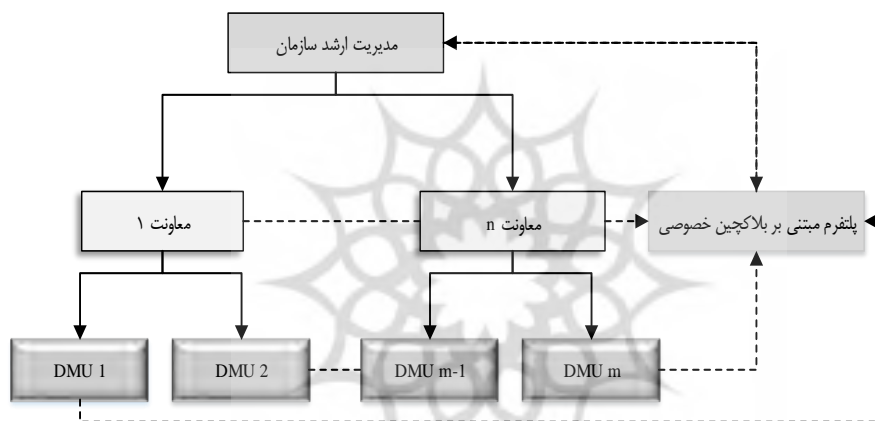 مدیریت ارشد سازمان
معاونت ۱
معاونت n
پلتفرم مبتنی بر بلاکچین خصوصی
DMU 1
DMU 2
DMU m-1
DMU m